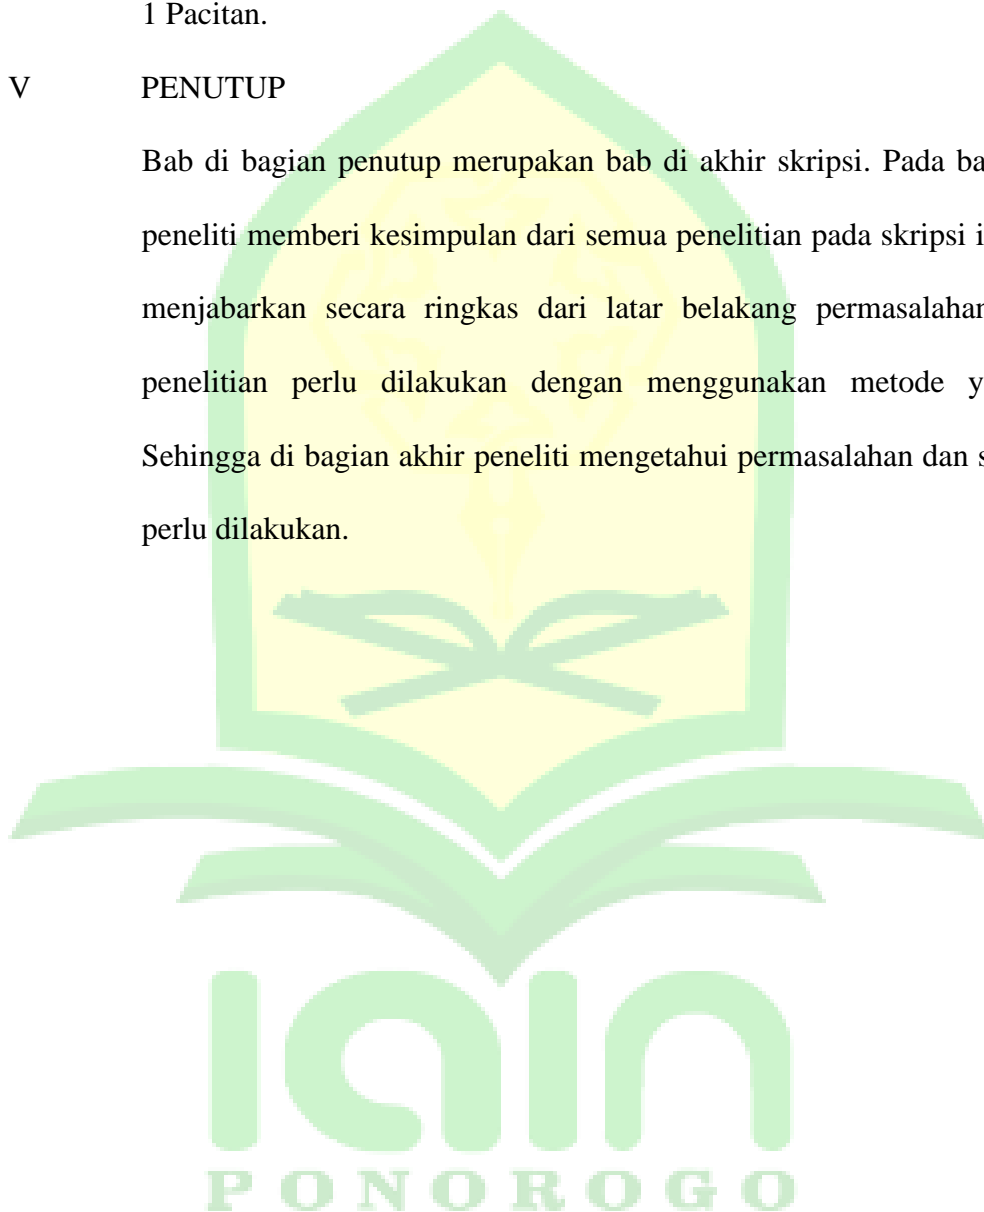 1 Pacitan.
V PENUTUP
Bab di bagian penutup merupakan bab di akhir skripsi. Pada ba
peneliti memberi kesimpulan dari semua penelitian pada skripsi i
menjabarkan secara ringkas dari latar belakang permasalahan
penelitian perlu dilakukan dengan menggunakan metode y
Sehingga di bagian akhir peneliti mengetahui permasalahan dan s
perlu dilakukan.
iain
PONOROGO